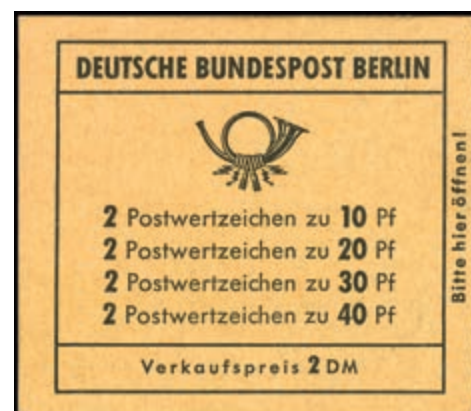 DEUTSCHE BUNDESPOST BERLIN
2 Postwertzeichen zu 10 Pf
2 Postwertzeichen zu 20 Pf
2 Postwertzeichen zu 30 Pf
2 Postwertzeichen zu 40 Pf
Verkaufspreis 2 DM
Bitte hier öffnen!